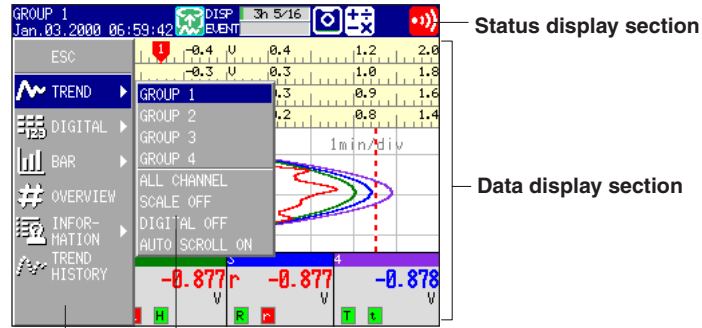 GROUP 1
Jan.03.2000 06:59:42
DISP 3h 5/16
EVENT
Status display section
ESC
1 -0.4 V 0.4 1.2 2.0
-0.3 V 0.3 1.0 1.8
TREND
GROUP 1
.3 0.9 1.6
GROUP 2
.2 0.8 1.4
123 DIGITAL
GROUP 3
1min/div
BAR
GROUP 4
ALL CHANNEL
Data display section
OVERVIEW
SCALE OFF
INFOR-
MATION
DIGITAL OFF
AUTO SCROLL ON
TREND
HISTORY
4
-0.877 r -0.877 -0.878
V V V
H R r T t